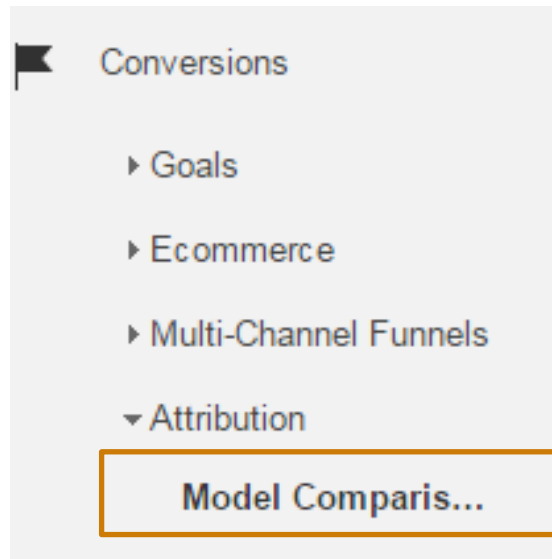 Conversions
Goals
Ecommerce
Multi-Channel Funnels
Attribution
Model Comparis...